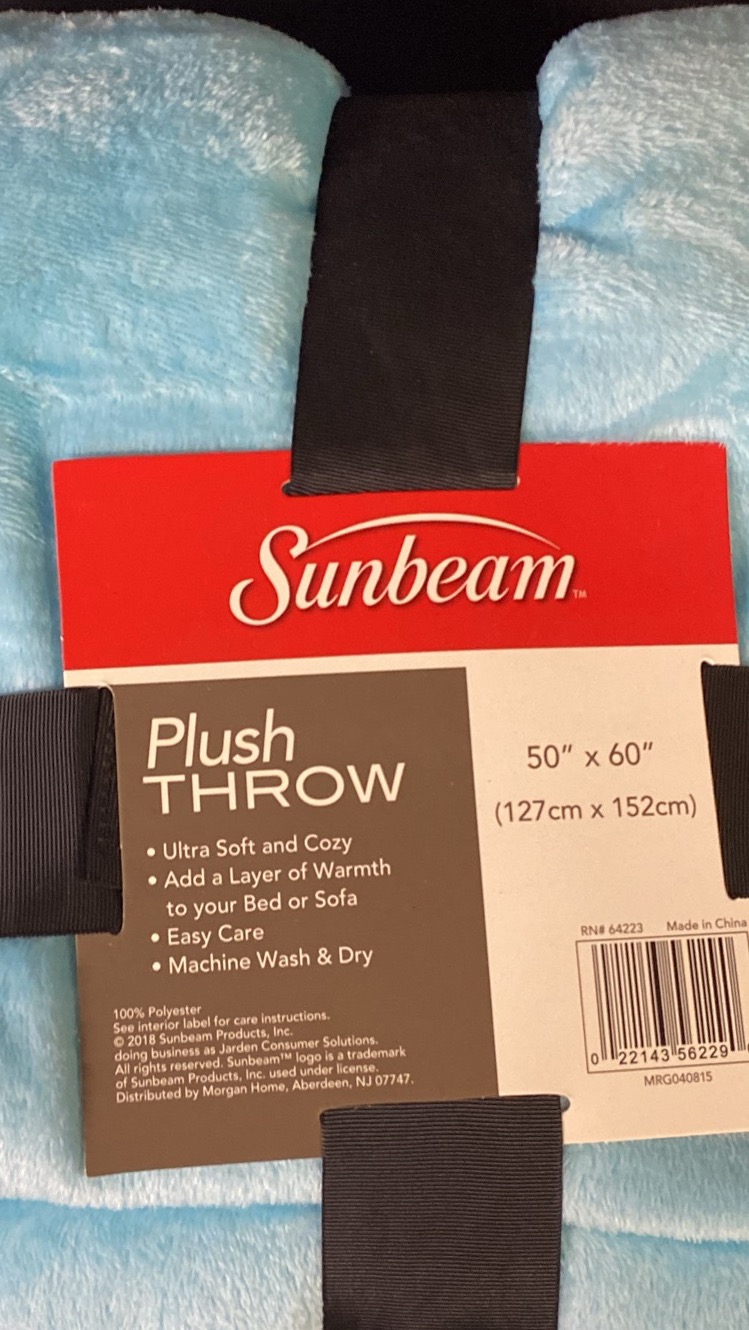 Sunbeam™
Plush
THROW
• Ultra Soft and Cozy
• Add a Layer of Warmth
to your Bed or Sofa
• Easy Care
• Machine Wash & Dry
100% Polyester
See interior label for care instructions.
© 2018 Sunbeam Products, Inc.
doing business as Jarden Consumer Solutions.
All rights reserved. Sunbeam™ logo is a trademark
of Sunbeam Products, Inc. used under license.
Distributed by Morgan Home, Aberdeen, NJ 07747.
50" x 60"
(127cm x 152cm)
RN# 64223 Made in China
0 22143 56229
MRG040815